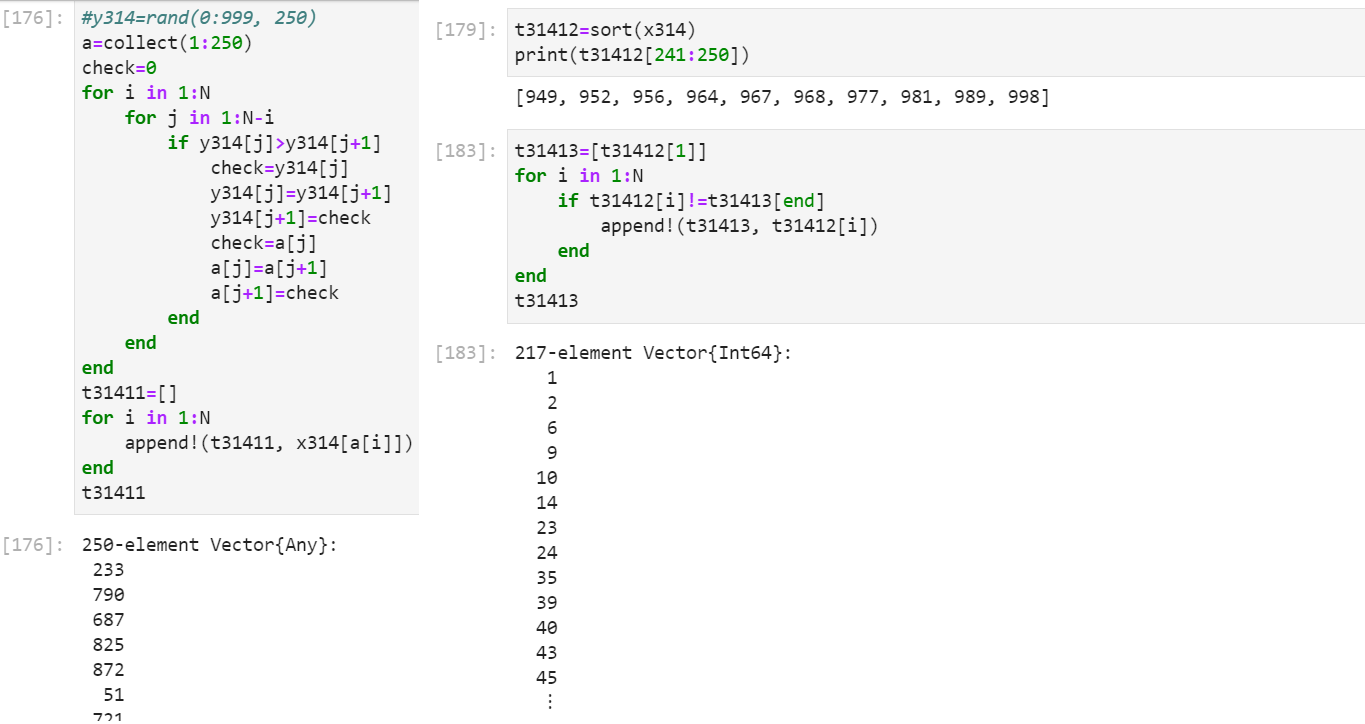 [176]: #y314=rand(0:999, 250)
a=collect(1:250)
check=0
for i in 1:N
    for j in 1:N-i
        if y314[j]>y314[j+1]
            check=y314[j]
            y314[j]=y314[j+1]
            y314[j+1]=check
            check=a[j]
            a[j]=a[j+1]
            a[j+1]=check
        end
    end
end
t31411=[]
for i in 1:N
    append!(t31411, x314[a[i]])
end
t31411
[176]: 250-element Vector{Any}:
233
790
687
825
872
51
721
[179]: t31412=sort(x314)
print(t31412[241:250])
[949, 952, 956, 964, 967, 968, 977, 981, 989, 998]
[183]: t31413=[t31412[1]]
for i in 1:N
    if t31412[i]!=t31413[end]
        append!(t31413, t31412[i])
    end
end
t31413
[183]: 217-element Vector{Int64}:
1
2
6
9
10
14
23
24
35
39
40
43
45
⋮